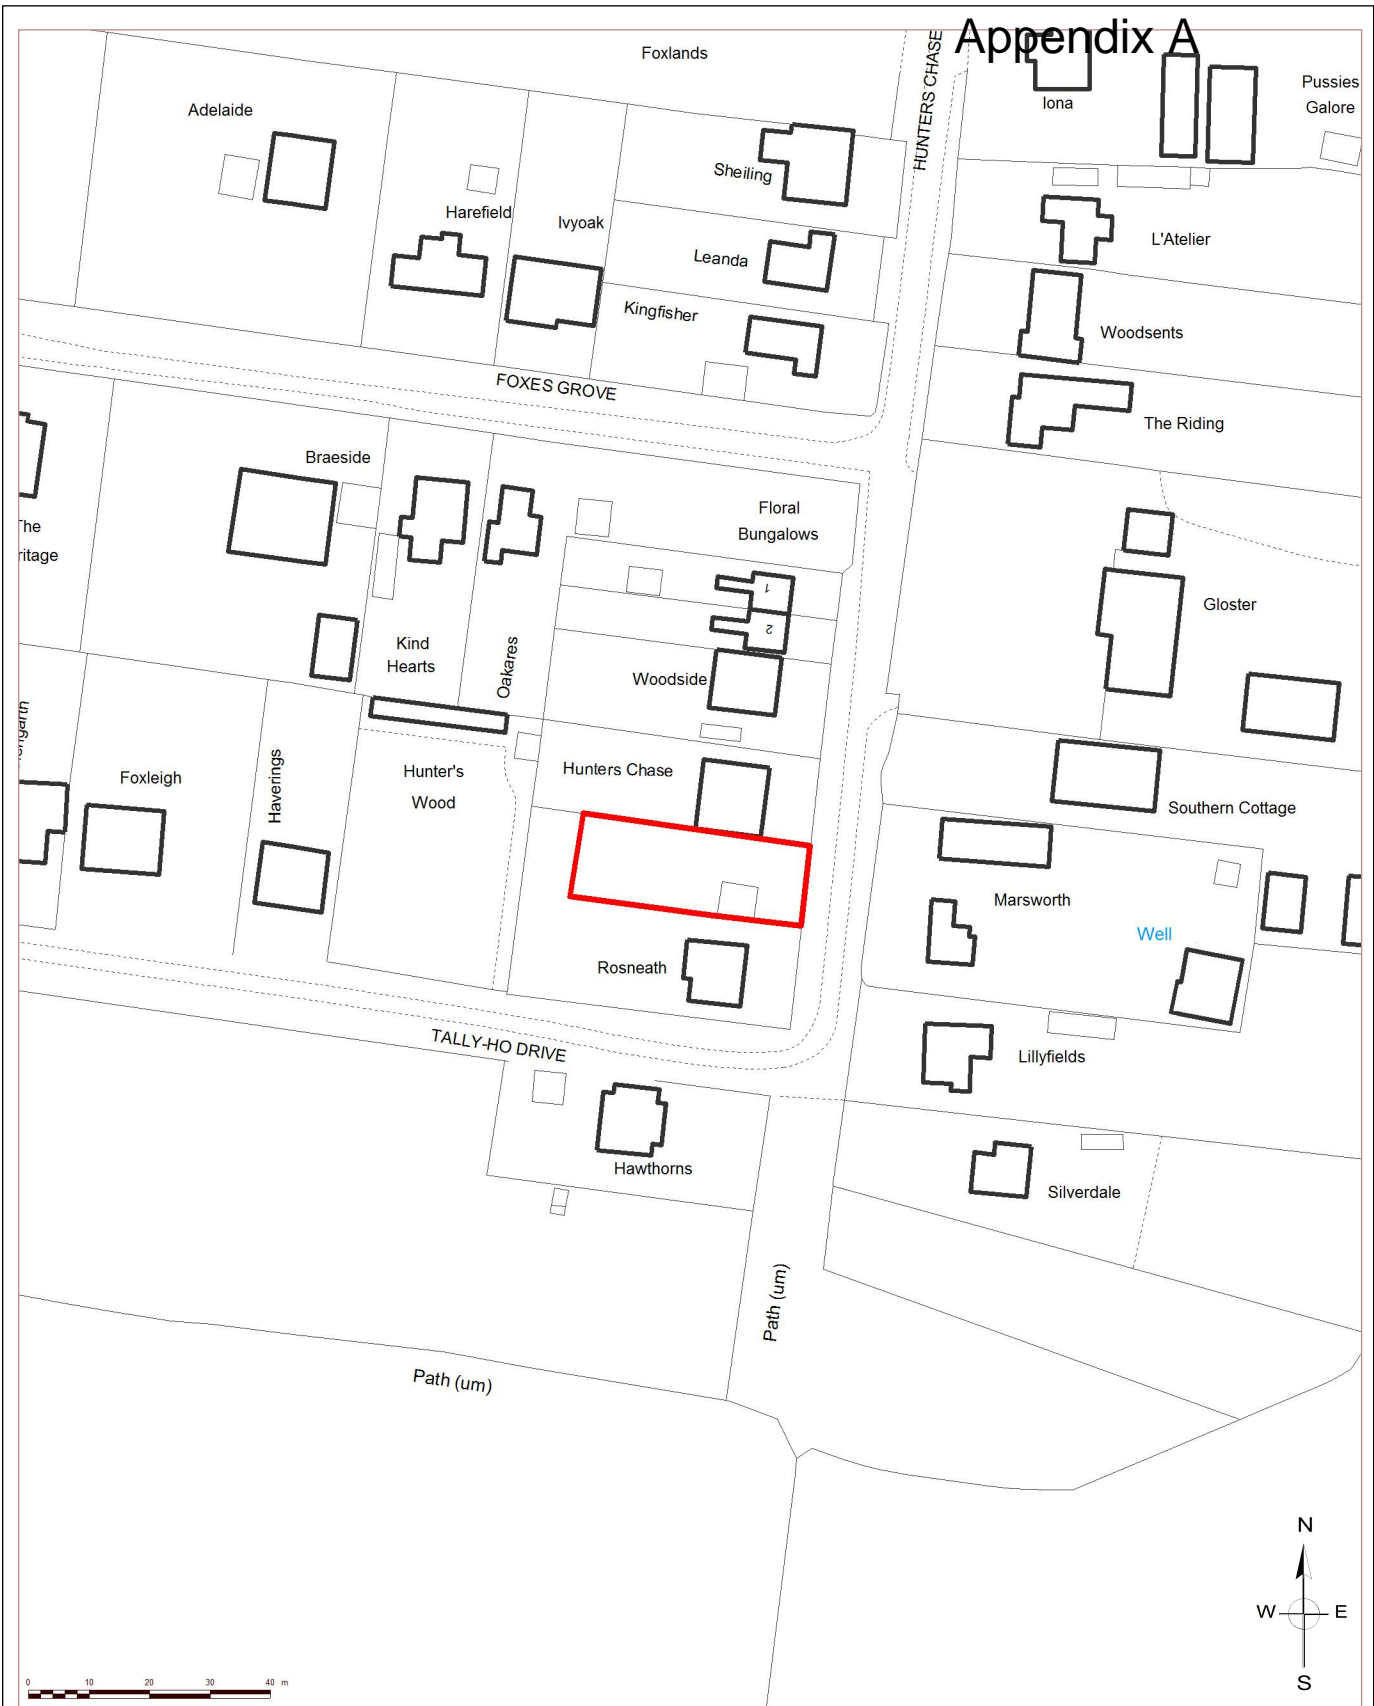 Appendix A
Foxlands
HUNTERS CHASE
Iona
Pussies
Galore
Adelaide
Sheiling
Harefield
Ivyoak
L'Atelier
Leanda
Kingfisher
Woodsents
FOXES GROVE
The Riding
Braeside
Floral
Bungalows
The
ritage
1
2
Gloster
Kind
Hearts
Oakares
Woodside
Foxleigh
Haverings
Hunter's
Wood
Hunters Chase
Southern Cottage
Marsworth
Well
Rosneath
TALLY-HO DRIVE
Lillyfields
Hawthorns
Silverdale
Path (um)
Path (um)
N
W
E
S
0 10 20 30 40 m